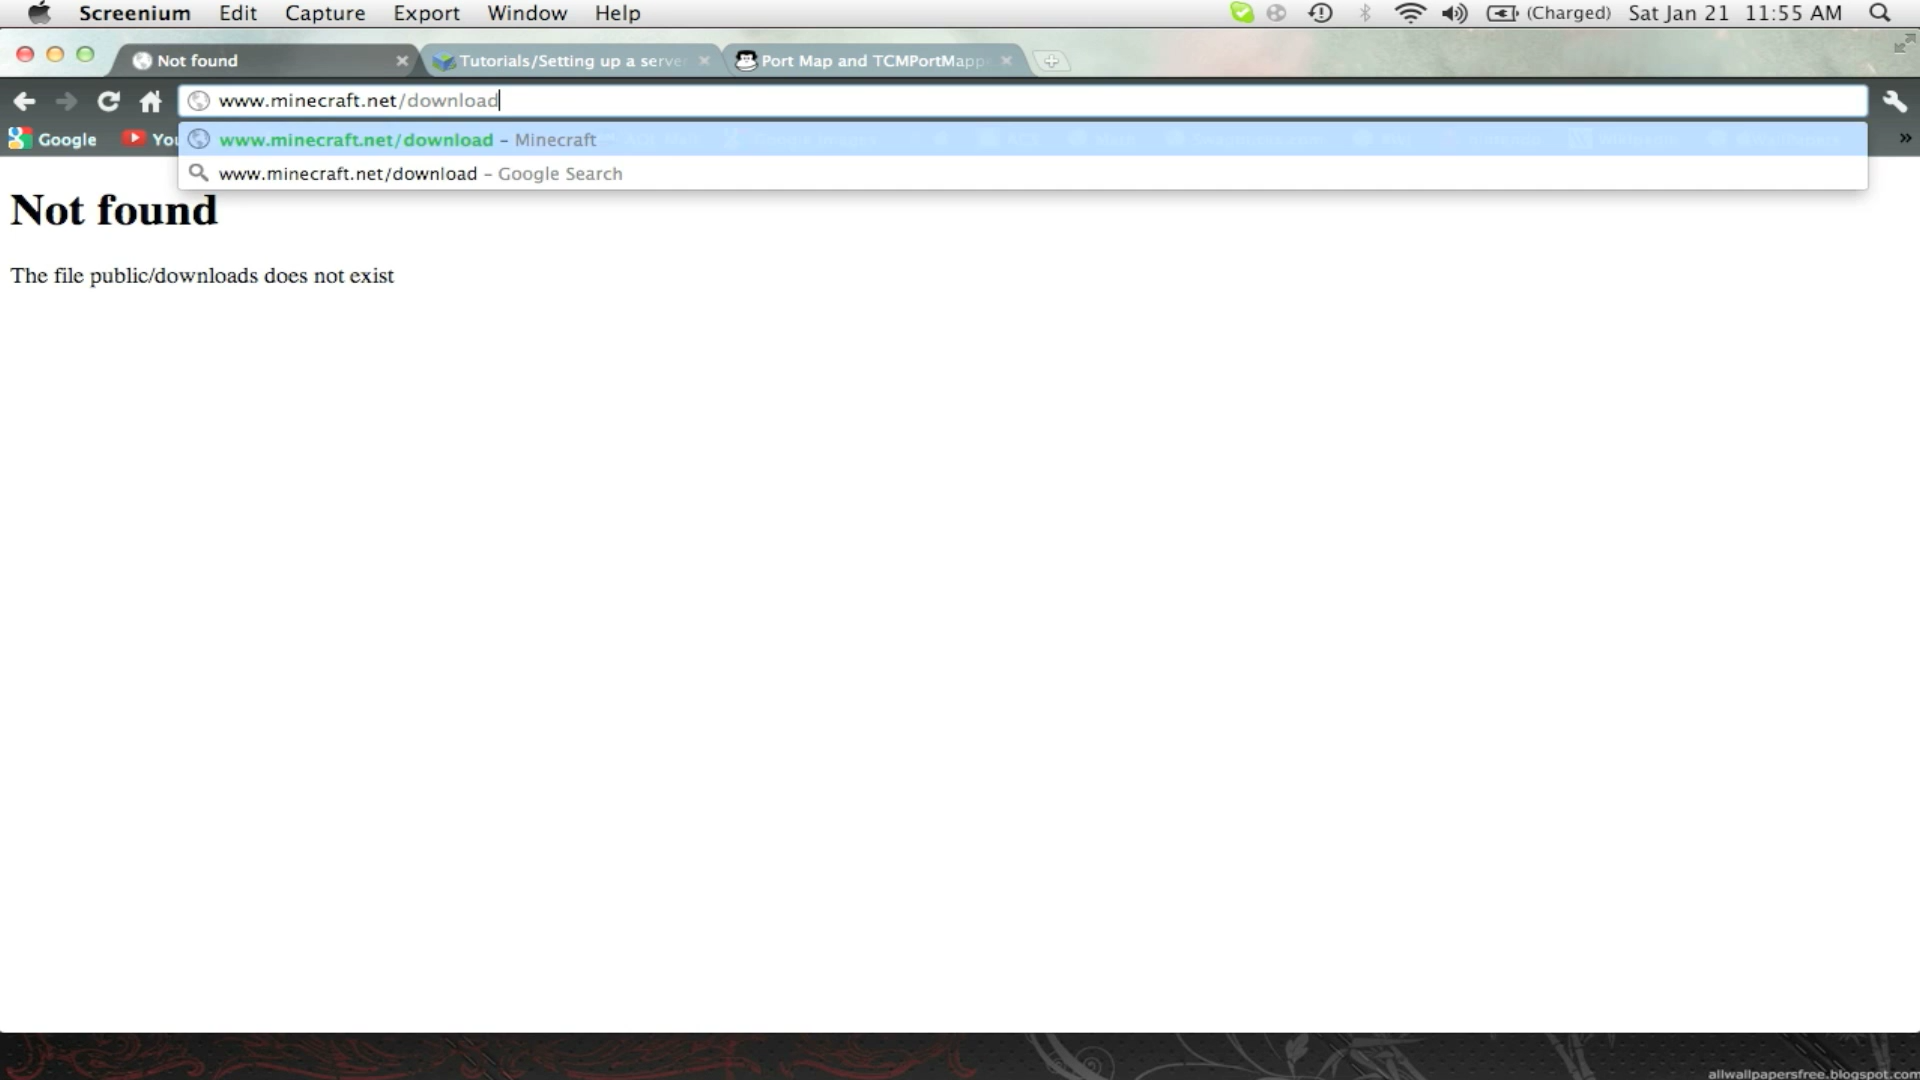 Screenium Edit Capture Export Window Help (Charged) Sat Jan 21 11:55 AM
Not found Tutorials/Setting up a server Port Map and TCMPortMapp
www.minecraft.net/download
Google You
www.minecraft.net/download – Minecraft
www.minecraft.net/download – Google Search
Not found
The file public/downloads does not exist
allwallpapersfree.blogspot.com